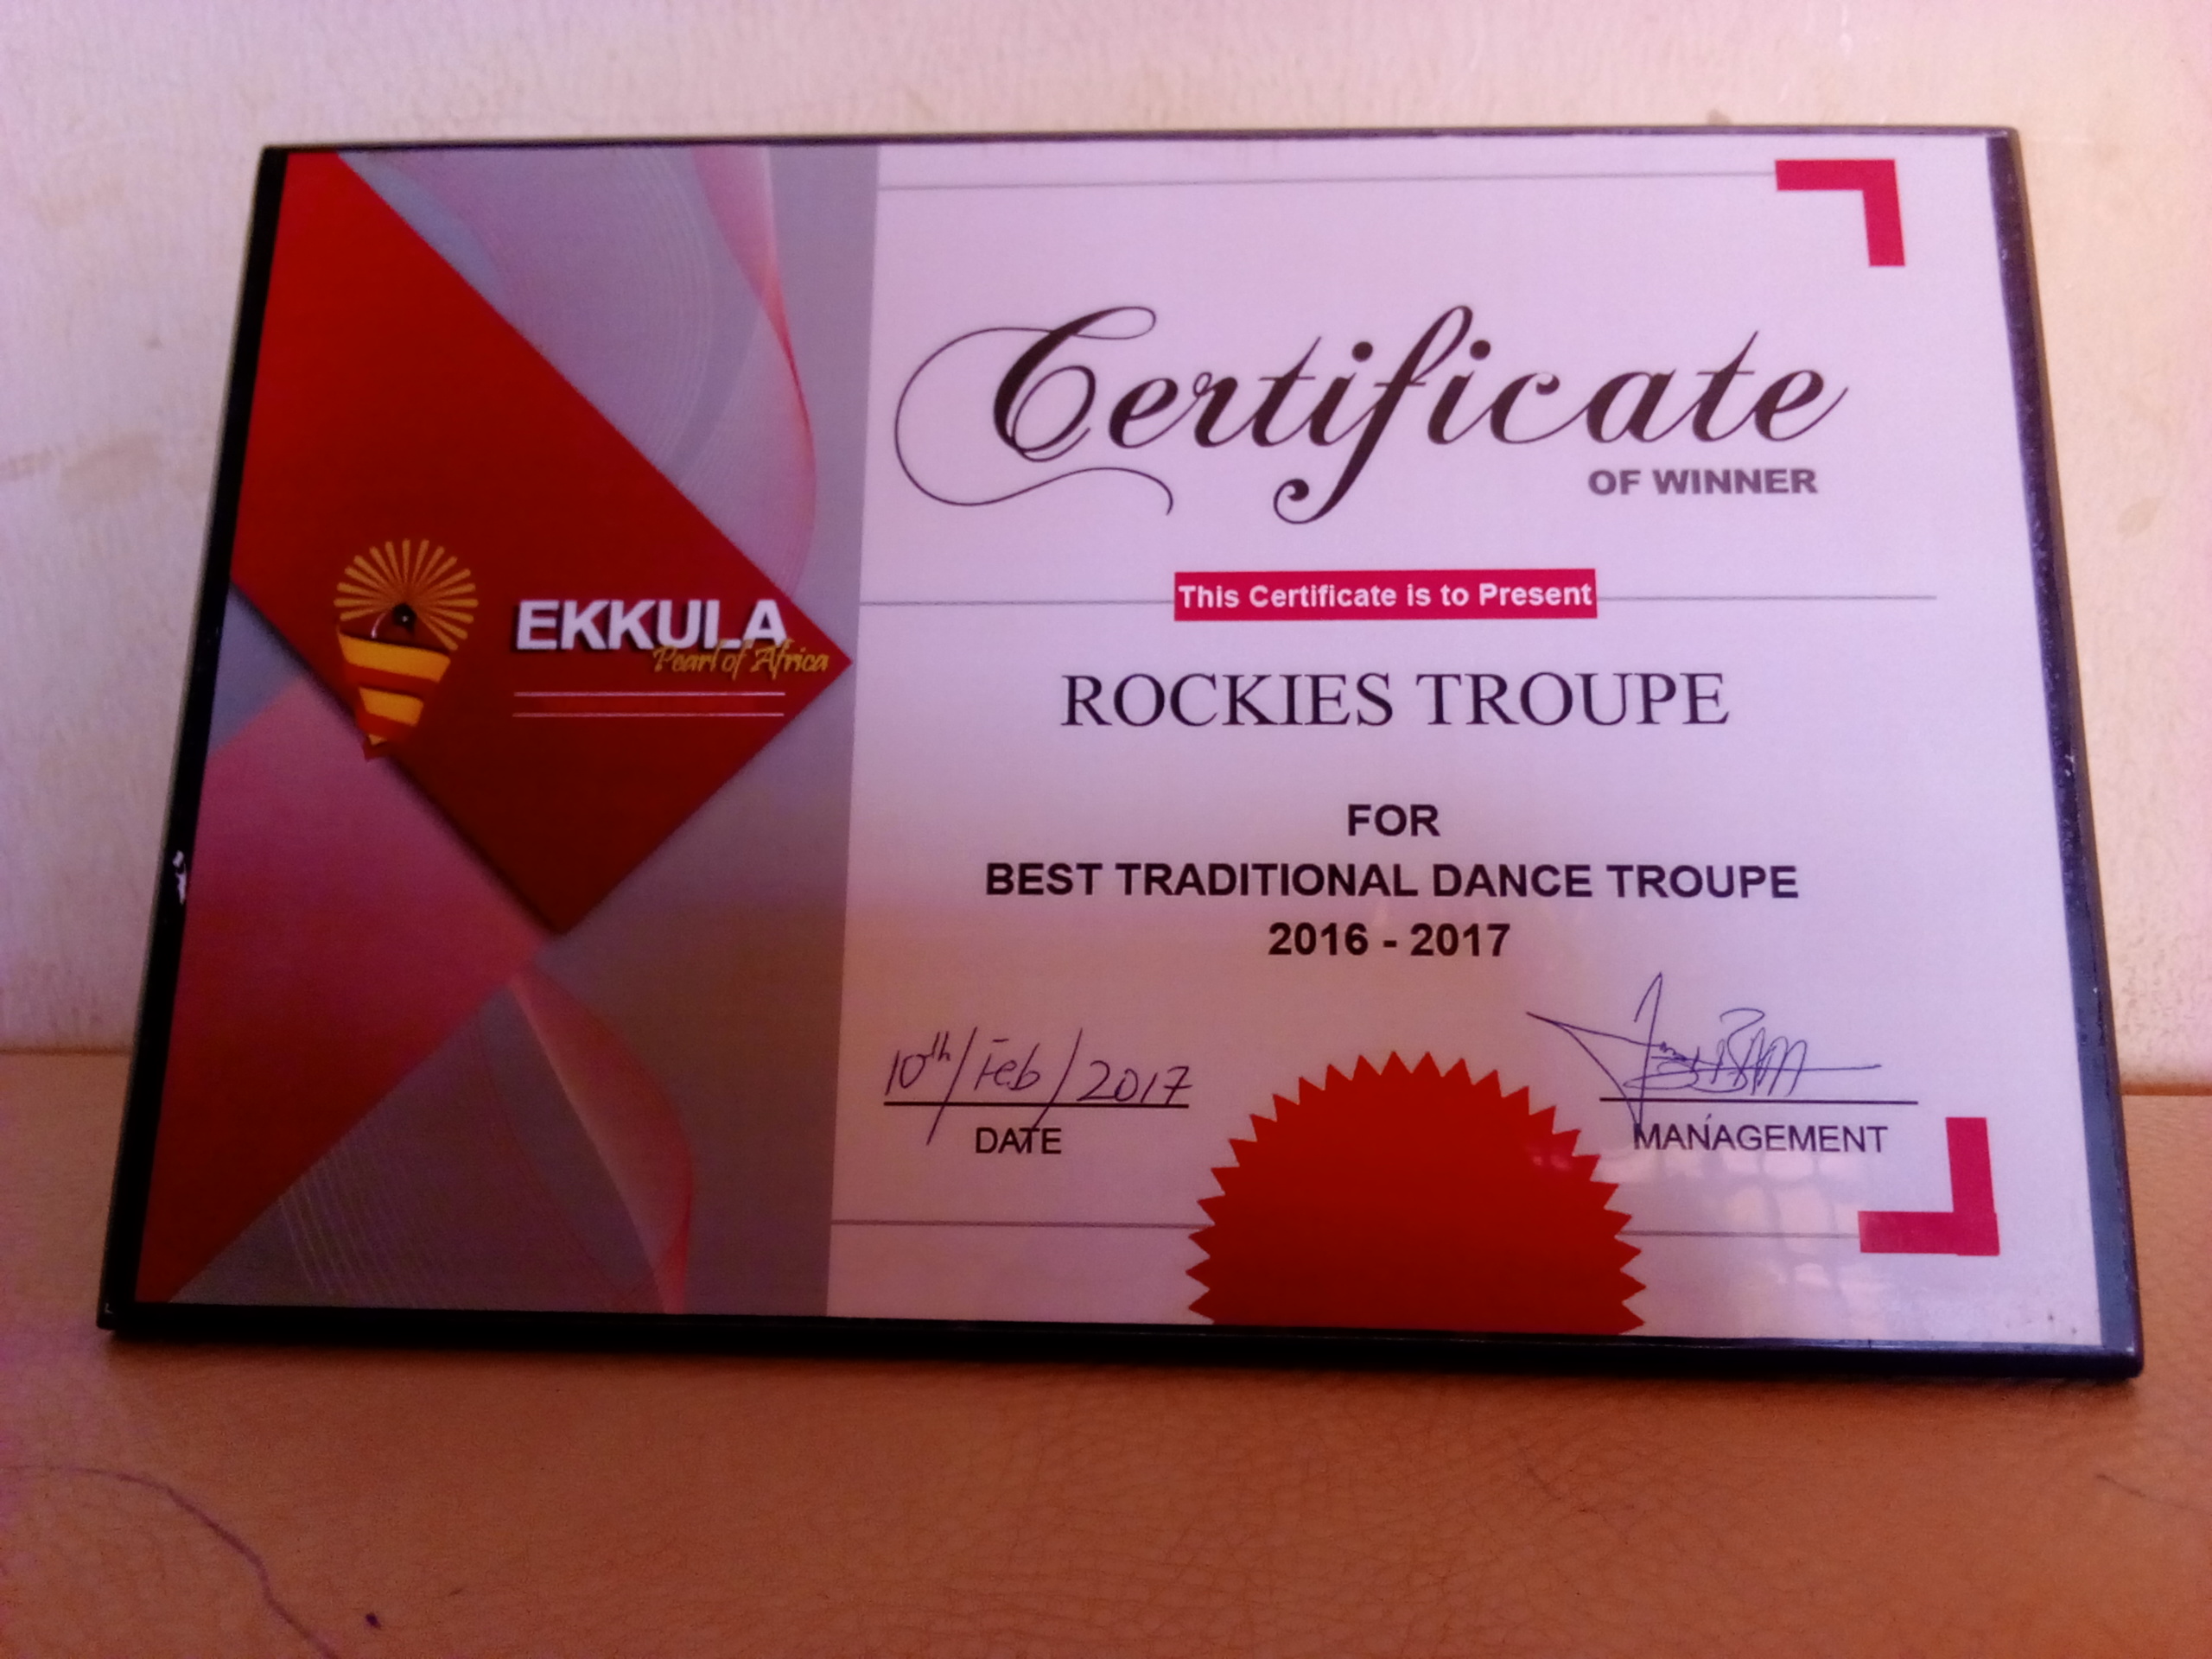 Certificate
OF WINNER
This Certificate is to Present
EKKULA
Pearl of Africa
ROCKIES TROUPE
FOR
BEST TRADITIONAL DANCE TROUPE
2016 - 2017
10th/Feb/2017
DATE
MANAGEMENT